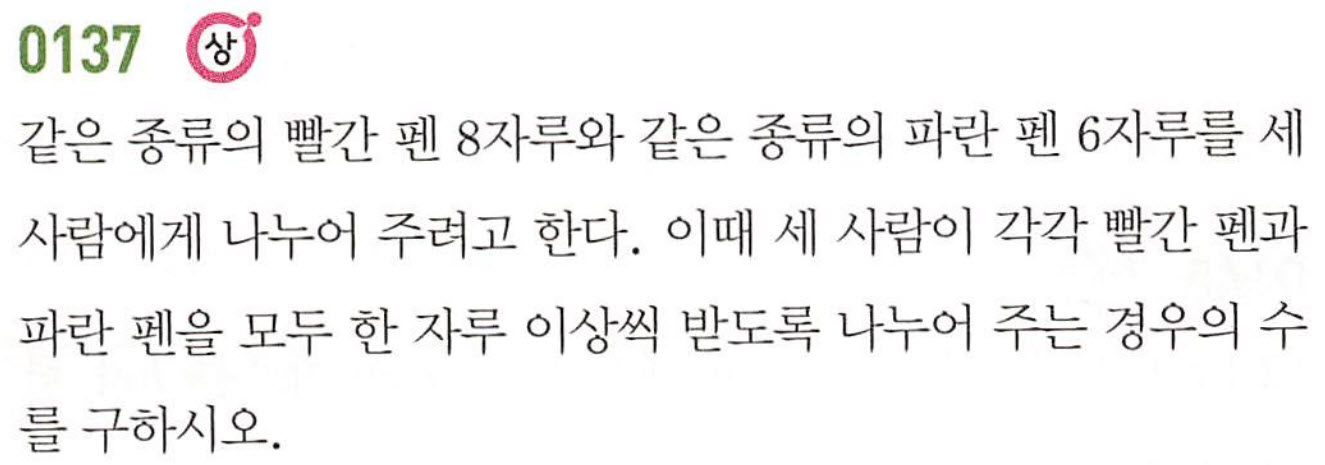 0137 상
같은 종류의 빨간 펜 8자루와 같은 종류의 파란 펜 6자루를 세
사람에게 나누어 주려고 한다. 이때 세 사람이 각각 빨간 펜과
파란 펜을 모두 한 자루 이상씩 받도록 나누어 주는 경우의 수
를 구하시오.